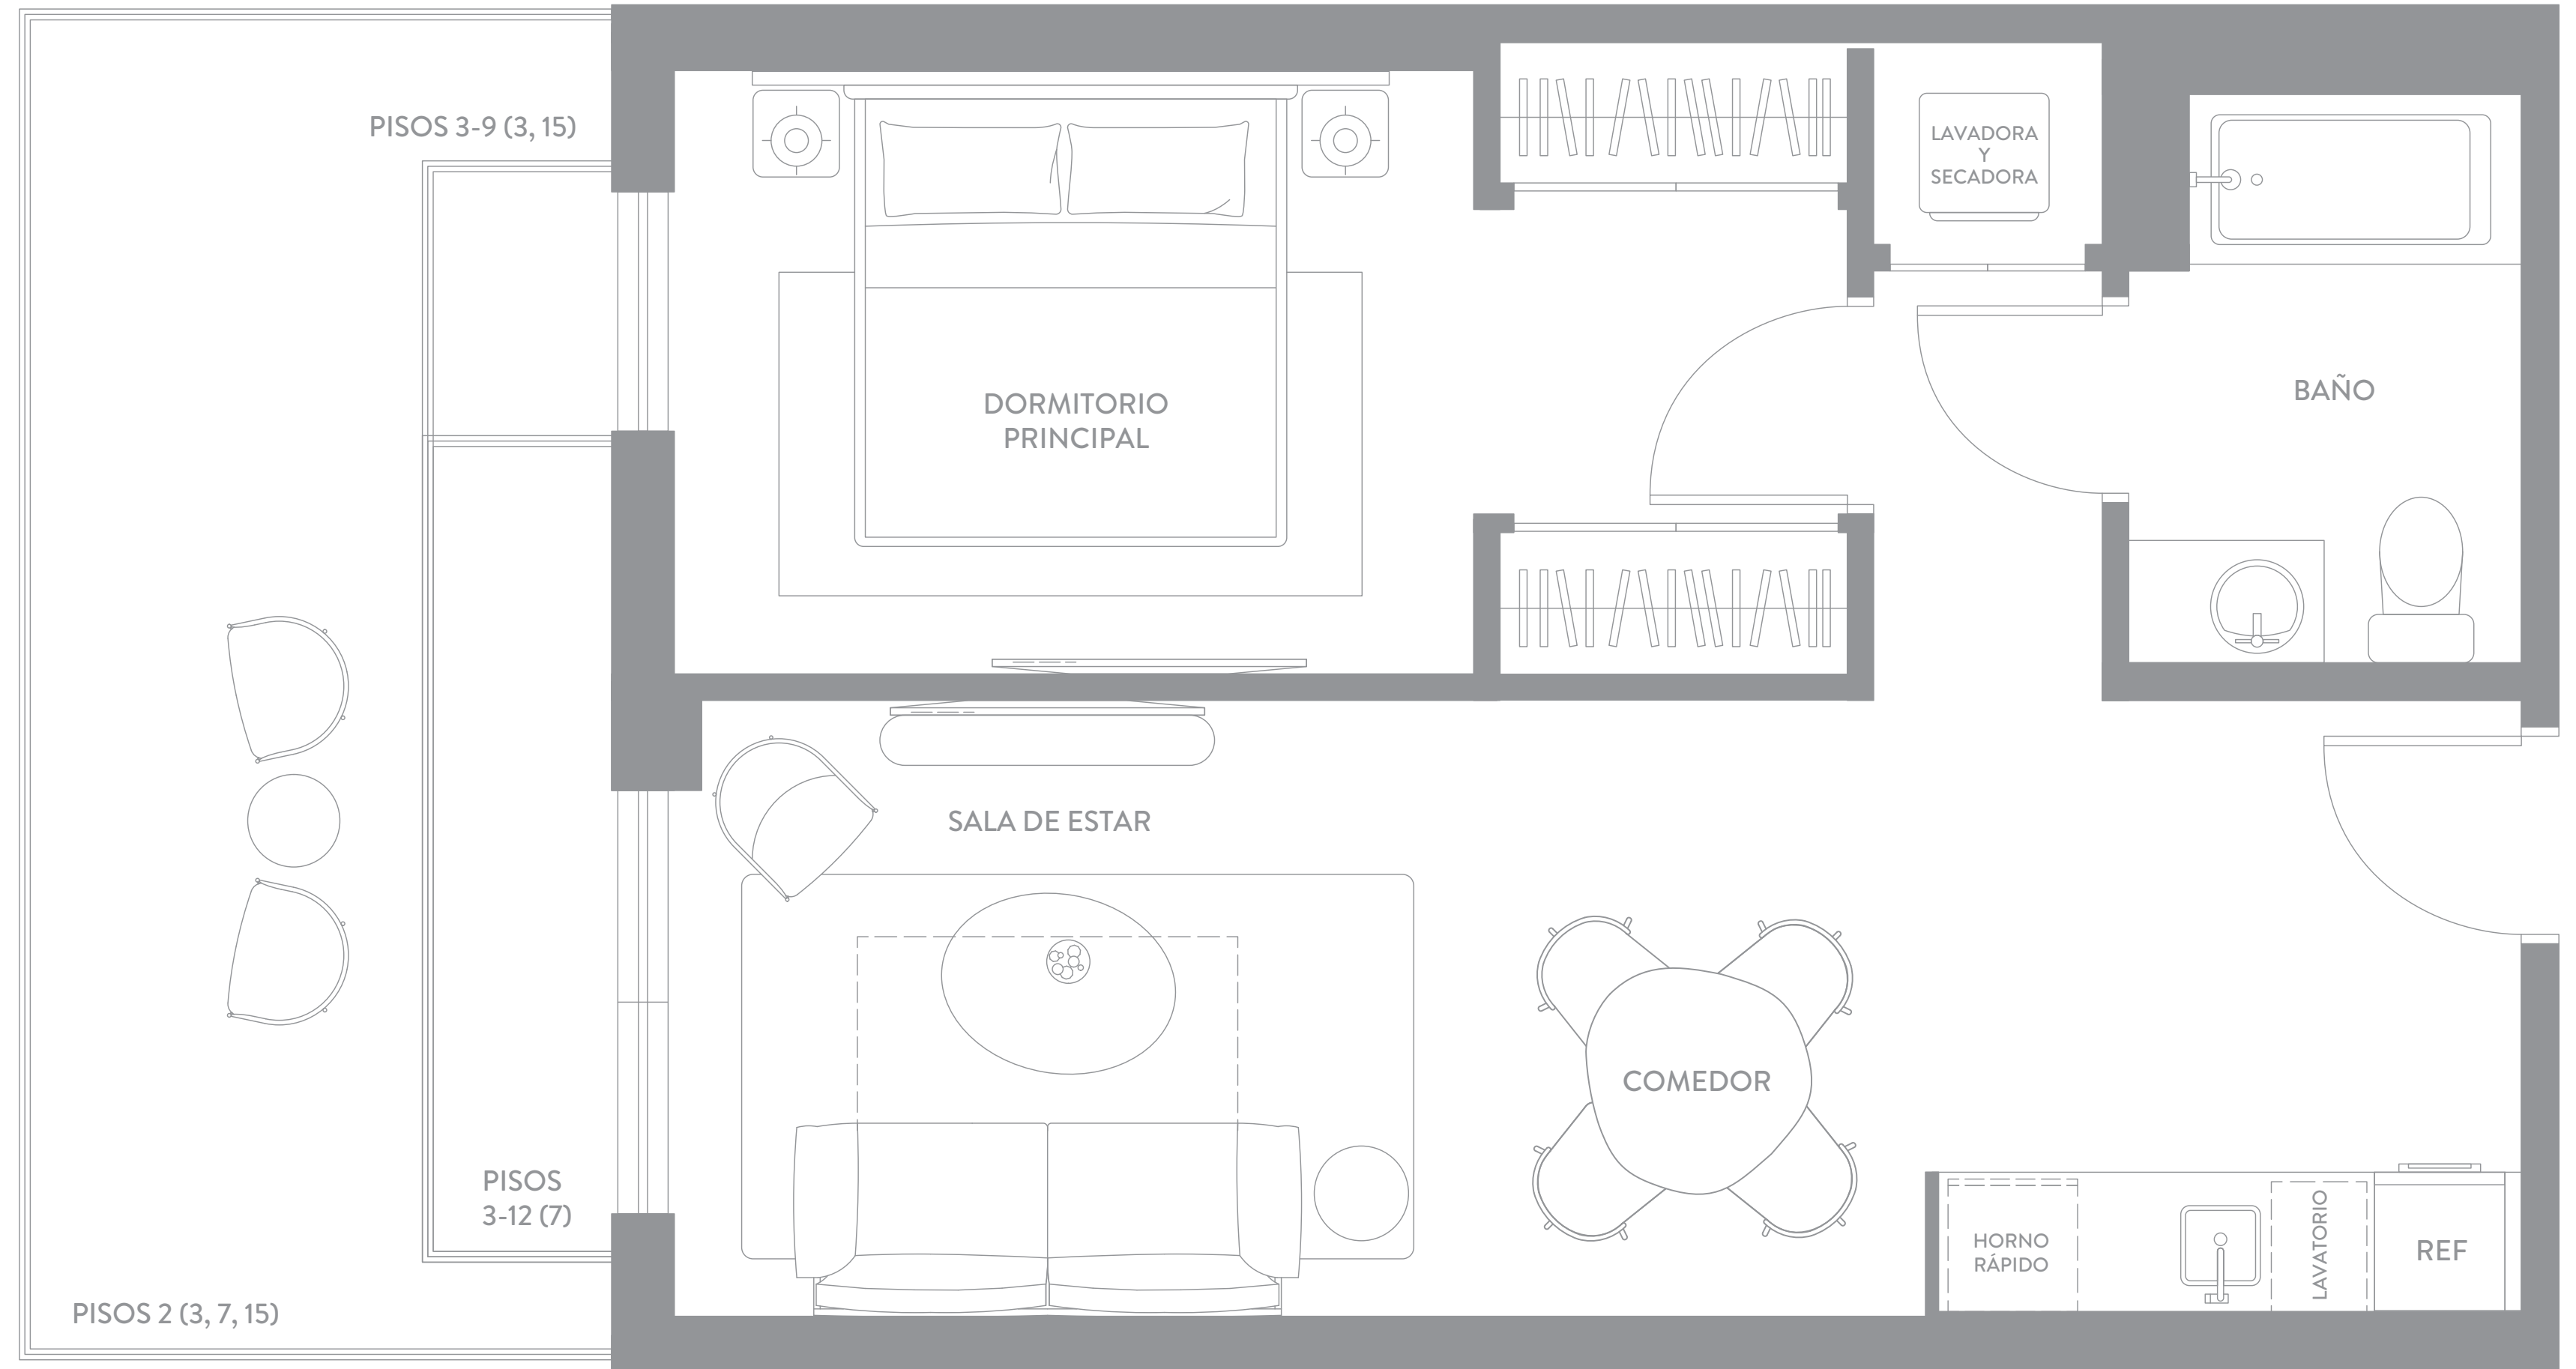 PISOS 3-9 (3, 15)
LAVADORA
Y
SECADORA
DORMITORIO
PRINCIPAL
BAÑO
SALA DE ESTAR
COMEDOR
PISOS
3-12 (7)
HORNO
RÁPIDO
LAVATORIO
REF
PISOS 2 (3, 7, 15)